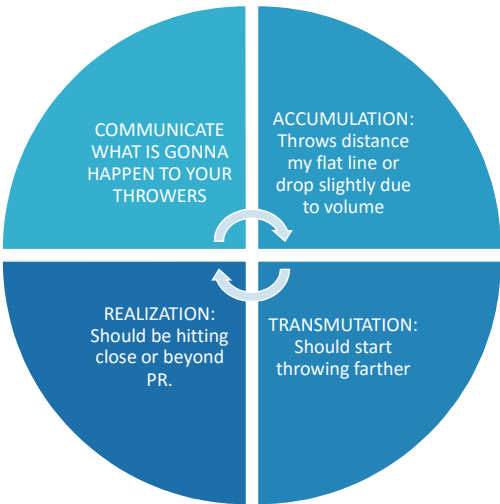 COMMUNICATE
WHAT IS GONNA
HAPPEN TO YOUR
THROWERS
ACCUMULATION:
Throws distance
my flat line or
drop slightly due
to volume
REALIZATION:
Should be hitting
close or beyond
PR.
TRANSMUTATION:
Should start
throwing farther